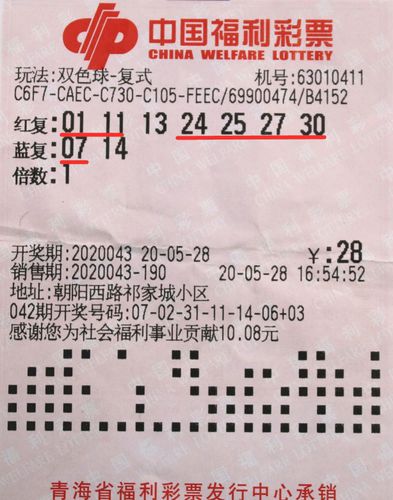 中国福利彩票
CHINA WELFARE LOTTERY
玩法:双色球-复式 机号:63010411
C6F7-CAEC-C730-C105-FEEC/69900474/B4152
红复:01 11 13 24 25 27 30
蓝复:07 14
倍数:1
开奖期:2020043 20-05-28 ¥:28
销售期:2020043-190 20-05-28 16:54:52
地址:朝阳西路祁家城小区
042期开奖号码:07-02-31-11-14-06+03
感谢您为社会福利事业贡献10.08元
青海省福利彩票发行中心承销